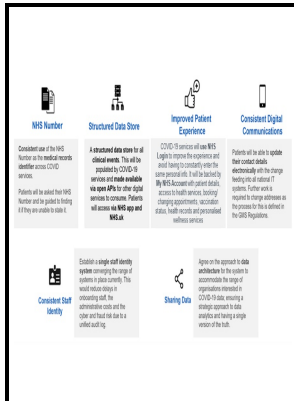 NHS Number
Consistent use of the NHS
Number as the medical records
identifier across COVID
services.
Patients will be asked their NHS
Number and be guided to finding
it if they are unable to state it.
Structured Data Store
A structured data store for all
clinical events. This will be
populated by COVID-19
services and made available
via open APIs for other digital
services to consume. Patients
will access via NHS app and
NHS.uk
Improved Patient
Experience
COVID-19 services will use NHS
Login to improve the experience and
avoid having to constantly enter the
same personal info. It will be backed by
My NHS Account with patient details,
access to health services, booking/
changing appointments, vaccination
status, health records and personalised
wellness services
Consistent Digital
Communications
Patients will be able to update
their contact details
electronically with the change
feeding into all national IT
systems. Further work is
required to change addresses as
the process for this is defined in
the GMS Regulations.
Consistent Staff
Identity
Establish a single staff identity
system converging the range of
systems in place currently. This
would reduce delays in
onboarding staff, the
administrative costs and the
cyber and fraud risk due to a
unified audit log.
Sharing Data
Agree on the approach to data
architecture for the system to
accommodate the range of
organisations interested in
COVID-19 data, ensuring a
strategic approach to data
analytics and having a single
version of the truth.